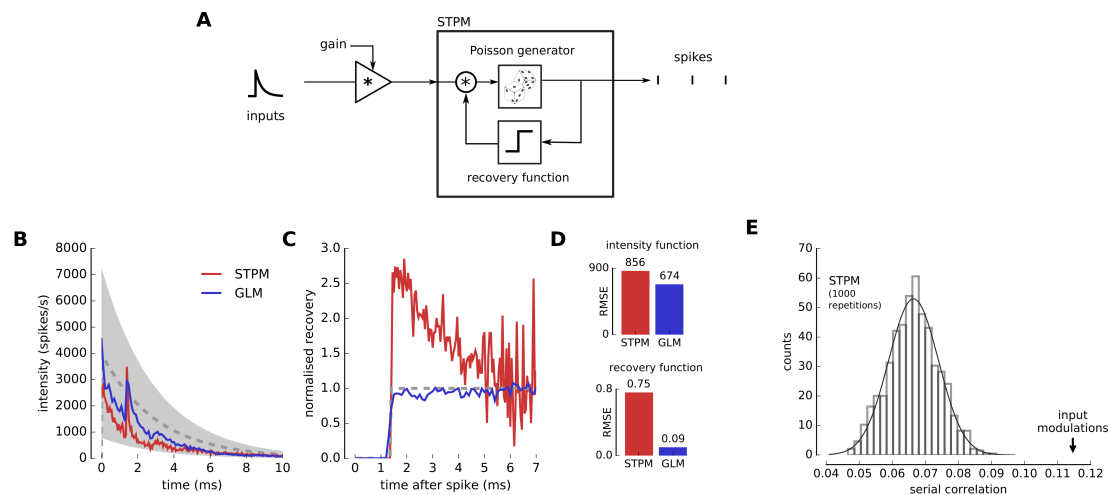 A
STPM
gain
*
inputs
*
Poisson generator
recovery function
spikes
B
8000
7000
6000
5000
4000
3000
2000
1000
0
intensity (spikes/s)
STPM
GLM
0 2 4 6 8 10
time (ms)
C
3.0
2.5
2.0
1.5
1.0
0.5
0.0
normalised recovery
0 1 2 3 4 5 6 7
time after spike (ms)
D
intensity function
900
0
RMSE
856 674
STPM GLM
recovery function
0.8
0.0
RMSE
0.75
0.09
STPM GLM
E
70
60
50
40
30
20
10
0
counts
STPM
(1000
repetitions)
input
modulations
0.04 0.05 0.06 0.07 0.08 0.09 0.10 0.11 0.12
serial correlation